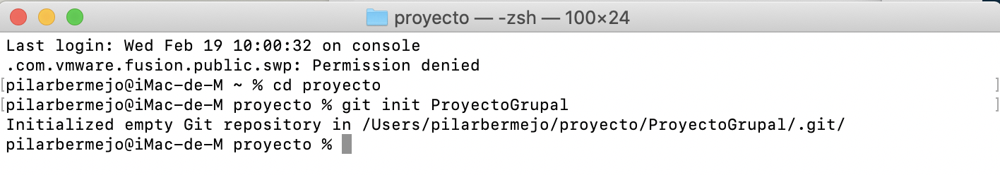 proyecto — -zsh — 100×24
Last login: Wed Feb 19 10:00:32 on console
.com.vmware.fusion.public.swp: Permission denied
[pilarbermejo@iMac-de-M ~ % cd proyecto ]
[pilarbermejo@iMac-de-M proyecto % git init ProyectoGrupal ]
Initialized empty Git repository in /Users/pilarbermejo/proyecto/ProyectoGrupal/.git/
pilarbermejo@iMac-de-M proyecto %